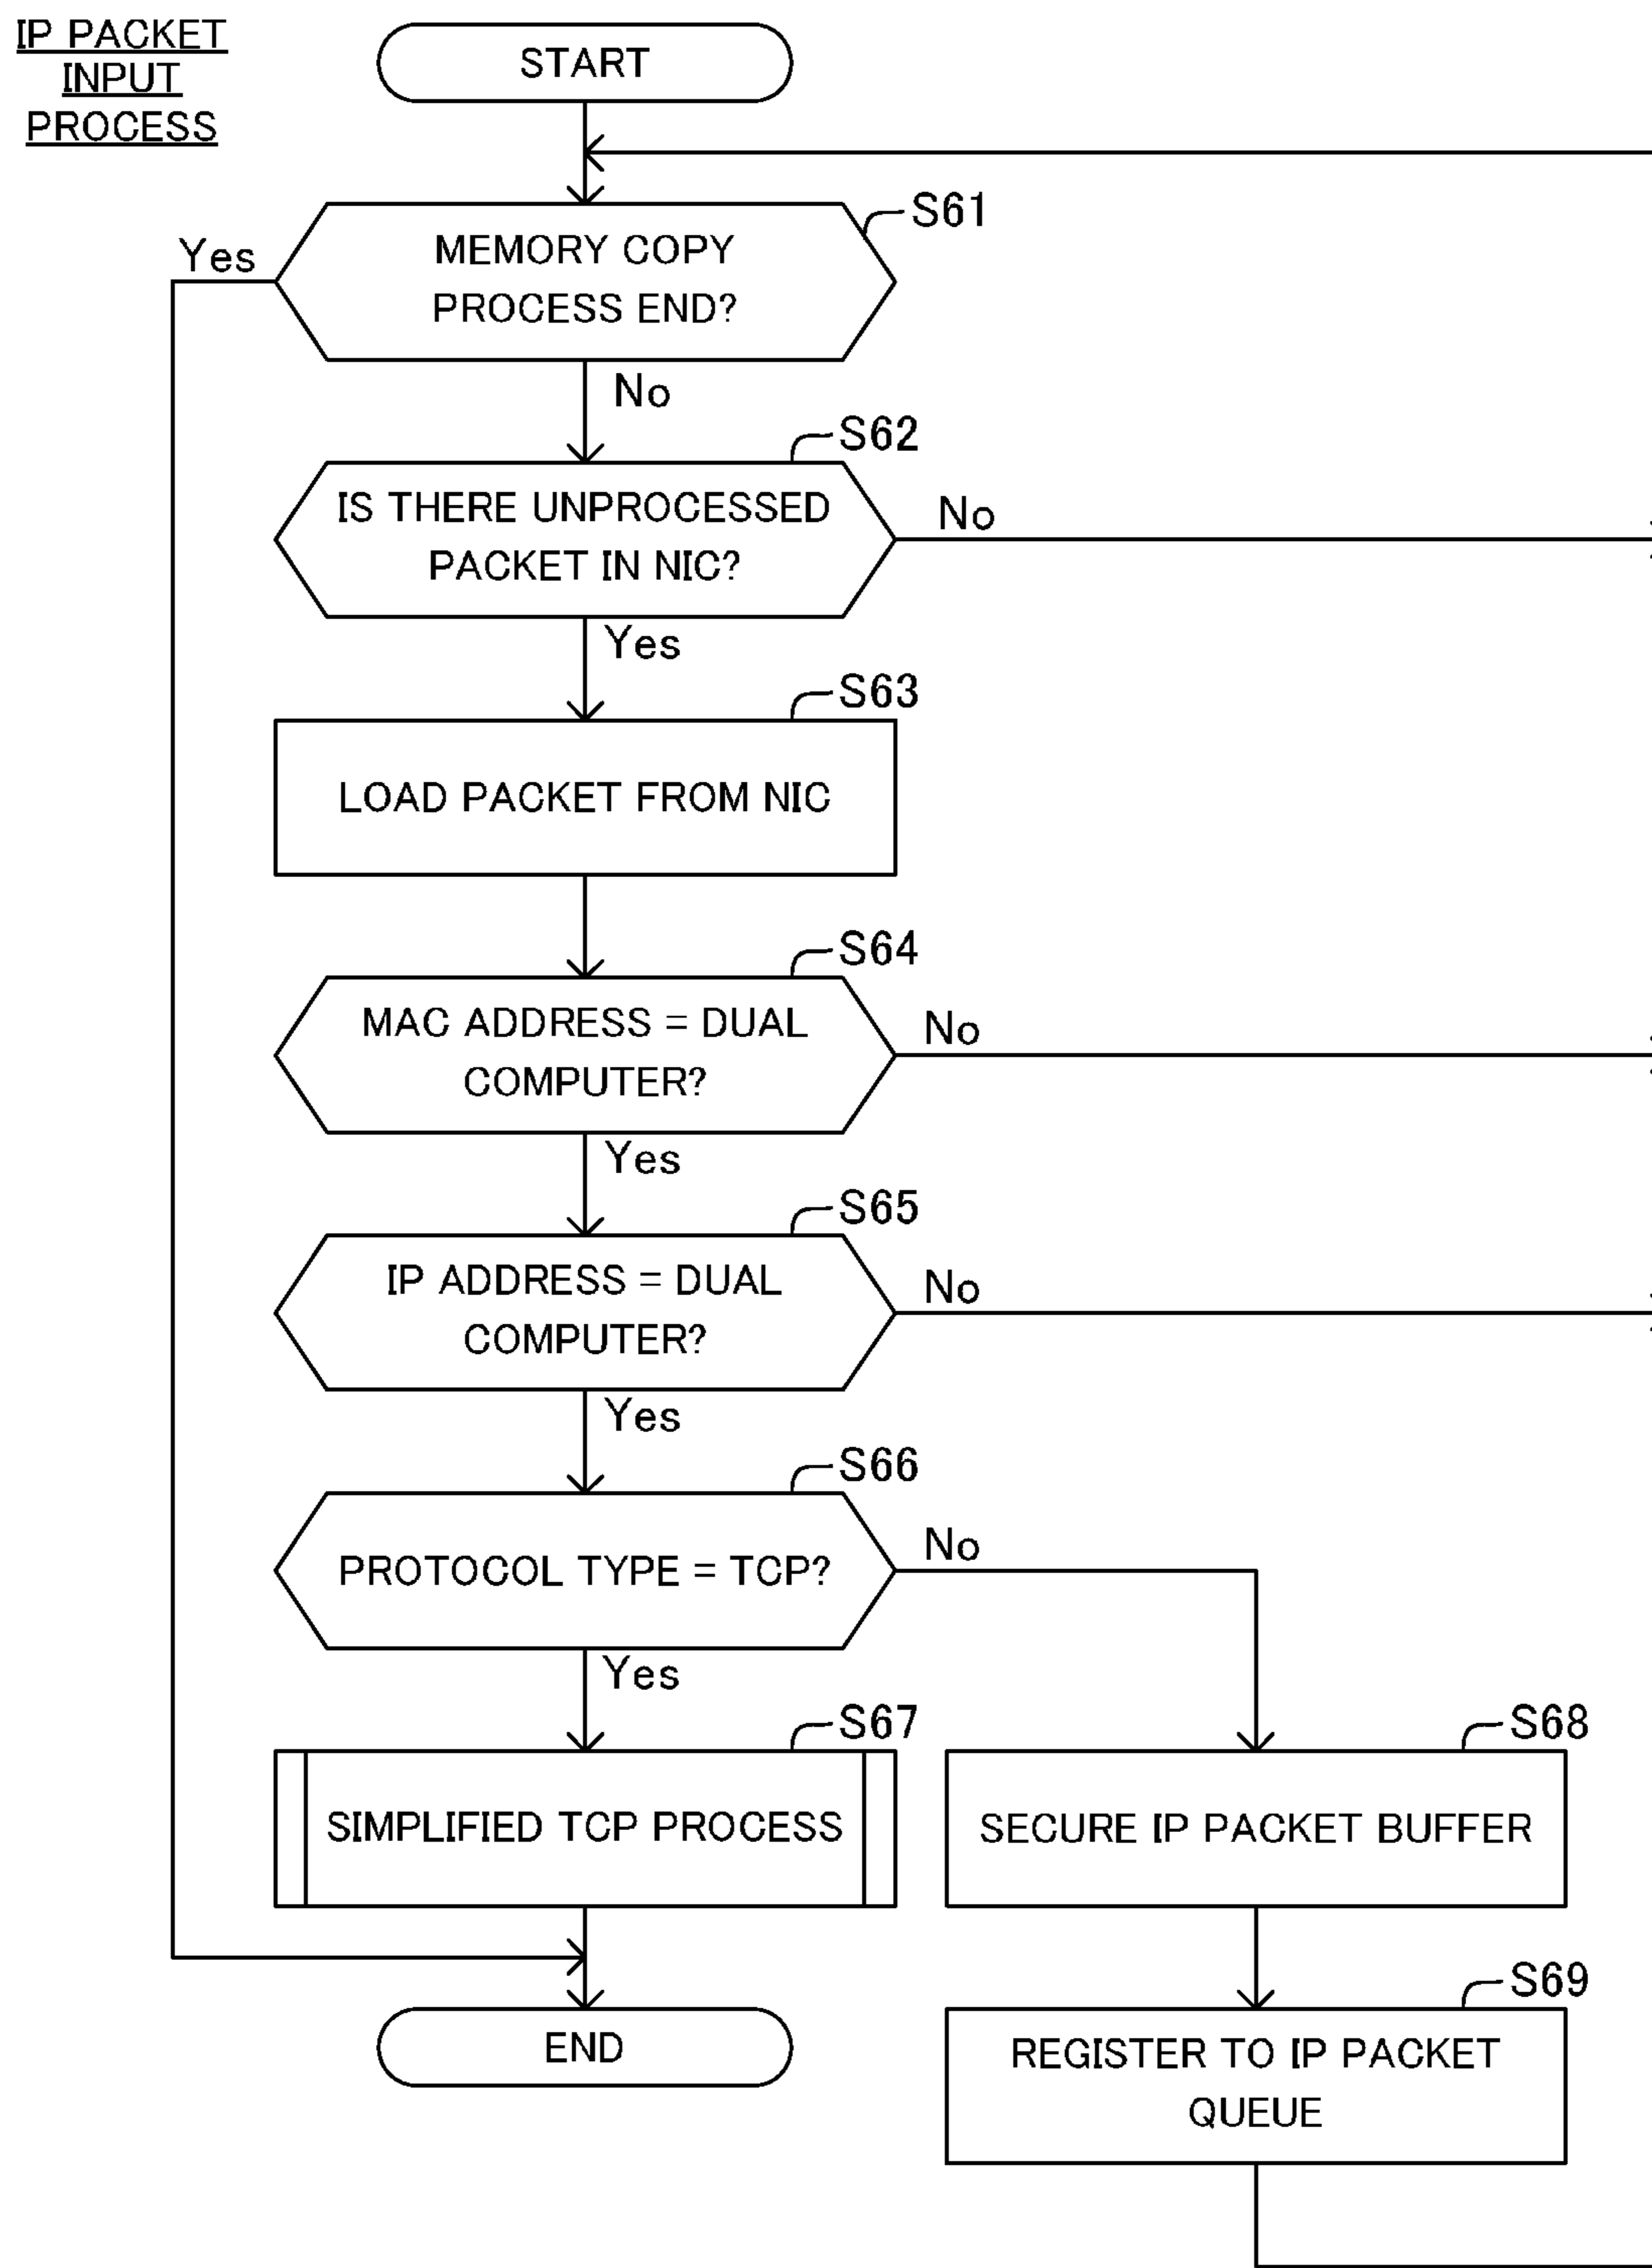 IP PACKET
INPUT
PROCESS
START
S61
Yes
MEMORY COPY
PROCESS END?
No
S62
IS THERE UNPROCESSED
PACKET IN NIC?
No
Yes
S63
LOAD PACKET FROM NIC
S64
MAC ADDRESS = DUAL
COMPUTER?
No
Yes
S65
IP ADDRESS = DUAL
COMPUTER?
No
Yes
S66
PROTOCOL TYPE = TCP?
No
Yes
S67
SIMPLIFIED TCP PROCESS
S68
SECURE IP PACKET BUFFER
S69
REGISTER TO IP PACKET
QUEUE
END